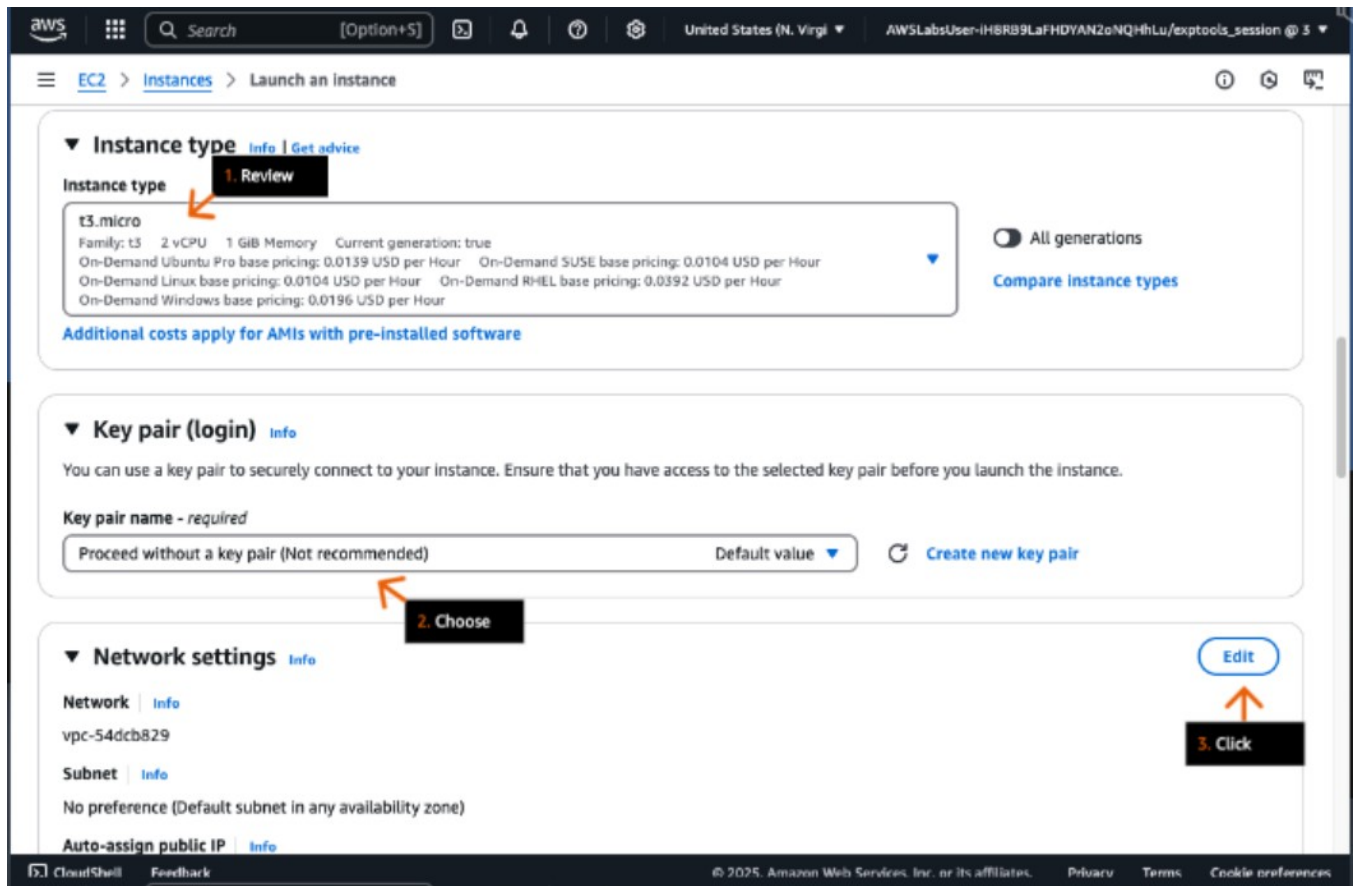 aws Search [Option+S] United States (N. Virgi AWSLabsUser-iH8RB9LaFHDYAN2oNQHhLu/exptools_session @ 3
EC2 > Instances > Launch an instance
Instance type Info | Get advice
1. Review
Instance type
t3.micro
Family: t3 2 vCPU 1 GiB Memory Current generation: true
All generations
On-Demand Ubuntu Pro base pricing: 0.0139 USD per Hour On-Demand SUSE base pricing: 0.0104 USD per Hour
On-Demand Linux base pricing: 0.0104 USD per Hour On-Demand RHEL base pricing: 0.0392 USD per Hour
Compare instance types
On-Demand Windows base pricing: 0.0196 USD per Hour
Additional costs apply for AMIs with pre-installed software
Key pair (login) Info
You can use a key pair to securely connect to your instance. Ensure that you have access to the selected key pair before you launch the instance.
Key pair name - required
Proceed without a key pair (Not recommended) Default value Create new key pair
2. Choose
Network settings Info Edit
Network Info
vpc-54dcb829
3. Click
Subnet Info
No preference (Default subnet in any availability zone)
Auto-assign public IP Info
CloudShell Feedback © 2025, Amazon Web Services, Inc. or its affiliates. Privacy Terms Cookie preferences